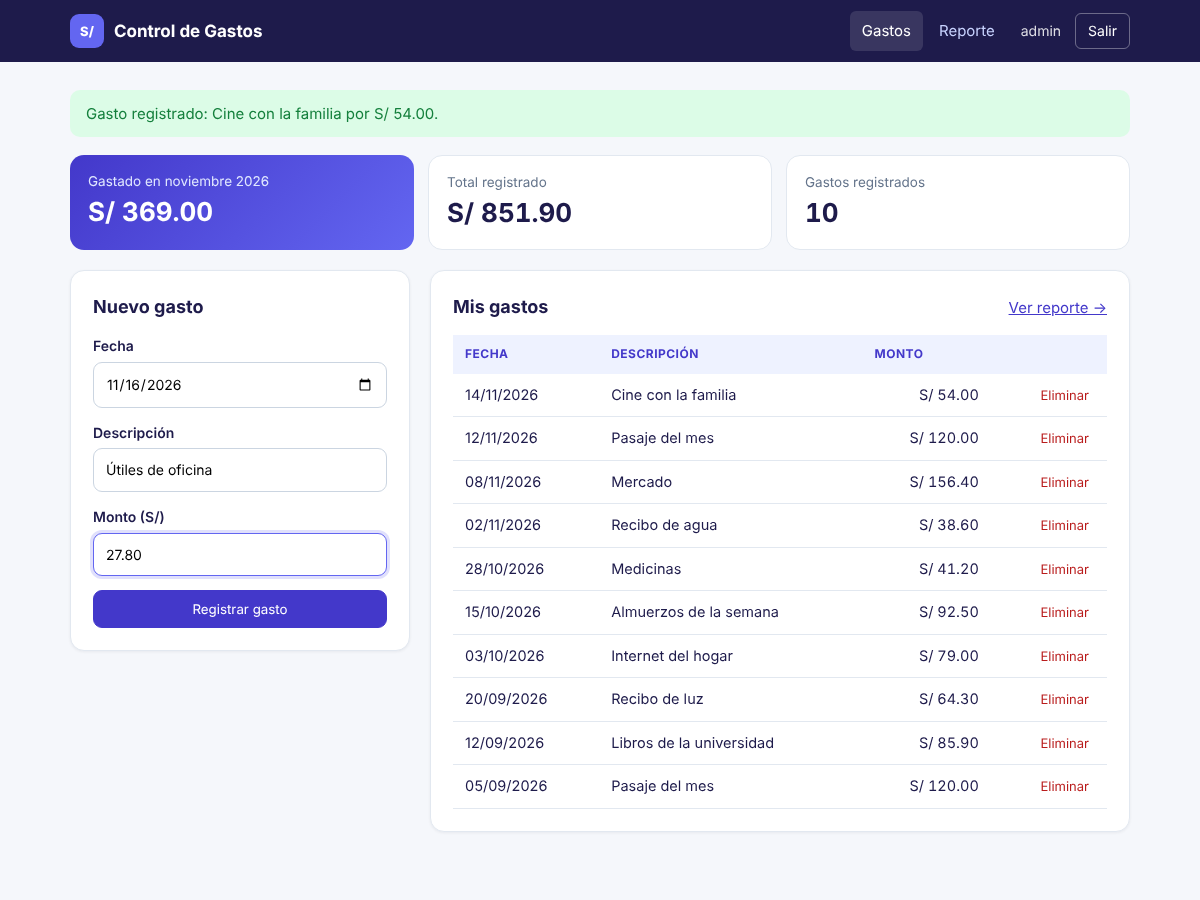 S/ Control de Gastos Gastos Reporte admin Salir
Gasto registrado: Cine con la familia por S/ 54.00.
Gastado en noviembre 2026
S/ 369.00
Total registrado
S/ 851.90
Gastos registrados
10
Nuevo gasto
Fecha
11/16/2026
Descripción
Útiles de oficina
Monto (S/)
27.80
Registrar gasto
Mis gastos Ver reporte →
FECHA DESCRIPCIÓN MONTO
14/11/2026 Cine con la familia S/ 54.00 Eliminar
12/11/2026 Pasaje del mes S/ 120.00 Eliminar
08/11/2026 Mercado S/ 156.40 Eliminar
02/11/2026 Recibo de agua S/ 38.60 Eliminar
28/10/2026 Medicinas S/ 41.20 Eliminar
15/10/2026 Almuerzos de la semana S/ 92.50 Eliminar
03/10/2026 Internet del hogar S/ 79.00 Eliminar
20/09/2026 Recibo de luz S/ 64.30 Eliminar
12/09/2026 Libros de la universidad S/ 85.90 Eliminar
05/09/2026 Pasaje del mes S/ 120.00 Eliminar